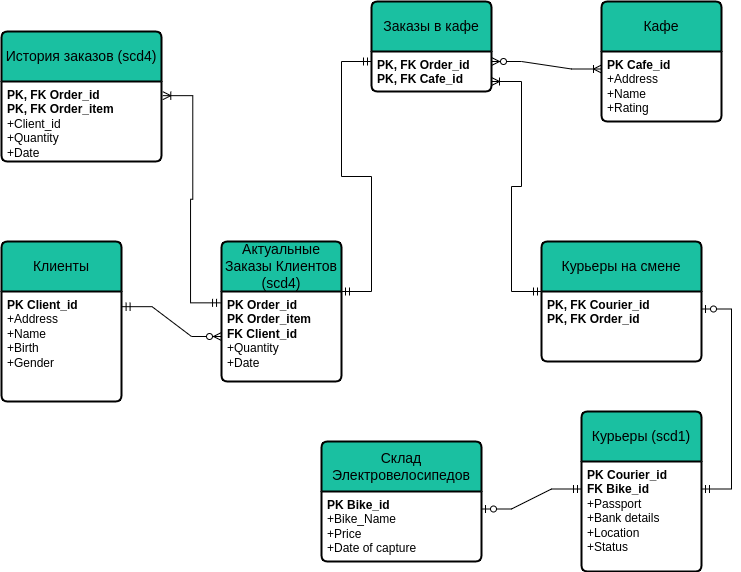 История заказов (scd4)
PK, FK Order_id
PK, FK Order_item
+Client_id
+Quantity
+Date
Заказы в кафе
PK, FK Order_id
PK, FK Cafe_id
Кафе
PK Cafe_id
+Address
+Name
+Rating
Клиенты
PK Client_id
+Address
+Name
+Birth
+Gender
Актуальные
Заказы Клиентов
(scd4)
PK Order_id
PK Order_item
FK Client_id
+Quantity
+Date
Курьеры на смене
PK, FK Courier_id
PK, FK Order_id
Склад
Электровелосипедов
PK Bike_id
+Bike_Name
+Price
+Date of capture
Курьеры (scd1)
PK Courier_id
FK Bike_id
+Passport
+Bank details
+Location
+Status